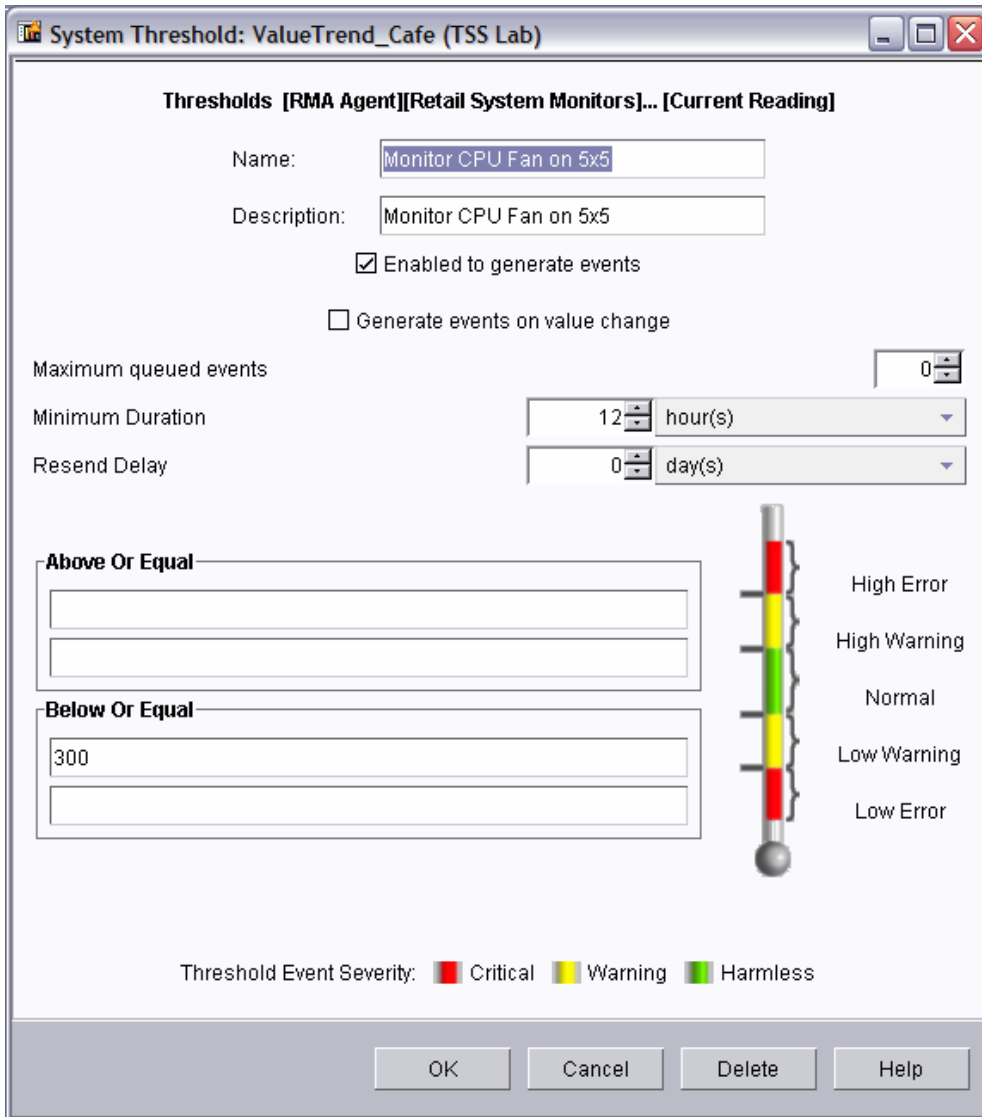 System Threshold: ValueTrend_Cafe (TSS Lab)
Thresholds [RMA Agent][Retail System Monitors]... [Current Reading]
Name: Monitor CPU Fan on 5x5
Description: Monitor CPU Fan on 5x5
Enabled to generate events
Generate events on value change
Maximum queued events 0
Minimum Duration 12 hour(s)
Resend Delay 0 day(s)
Above Or Equal
High Error
High Warning
Normal
Below Or Equal
300
Low Warning
Low Error
Threshold Event Severity: Critical Warning Harmless
OK Cancel Delete Help